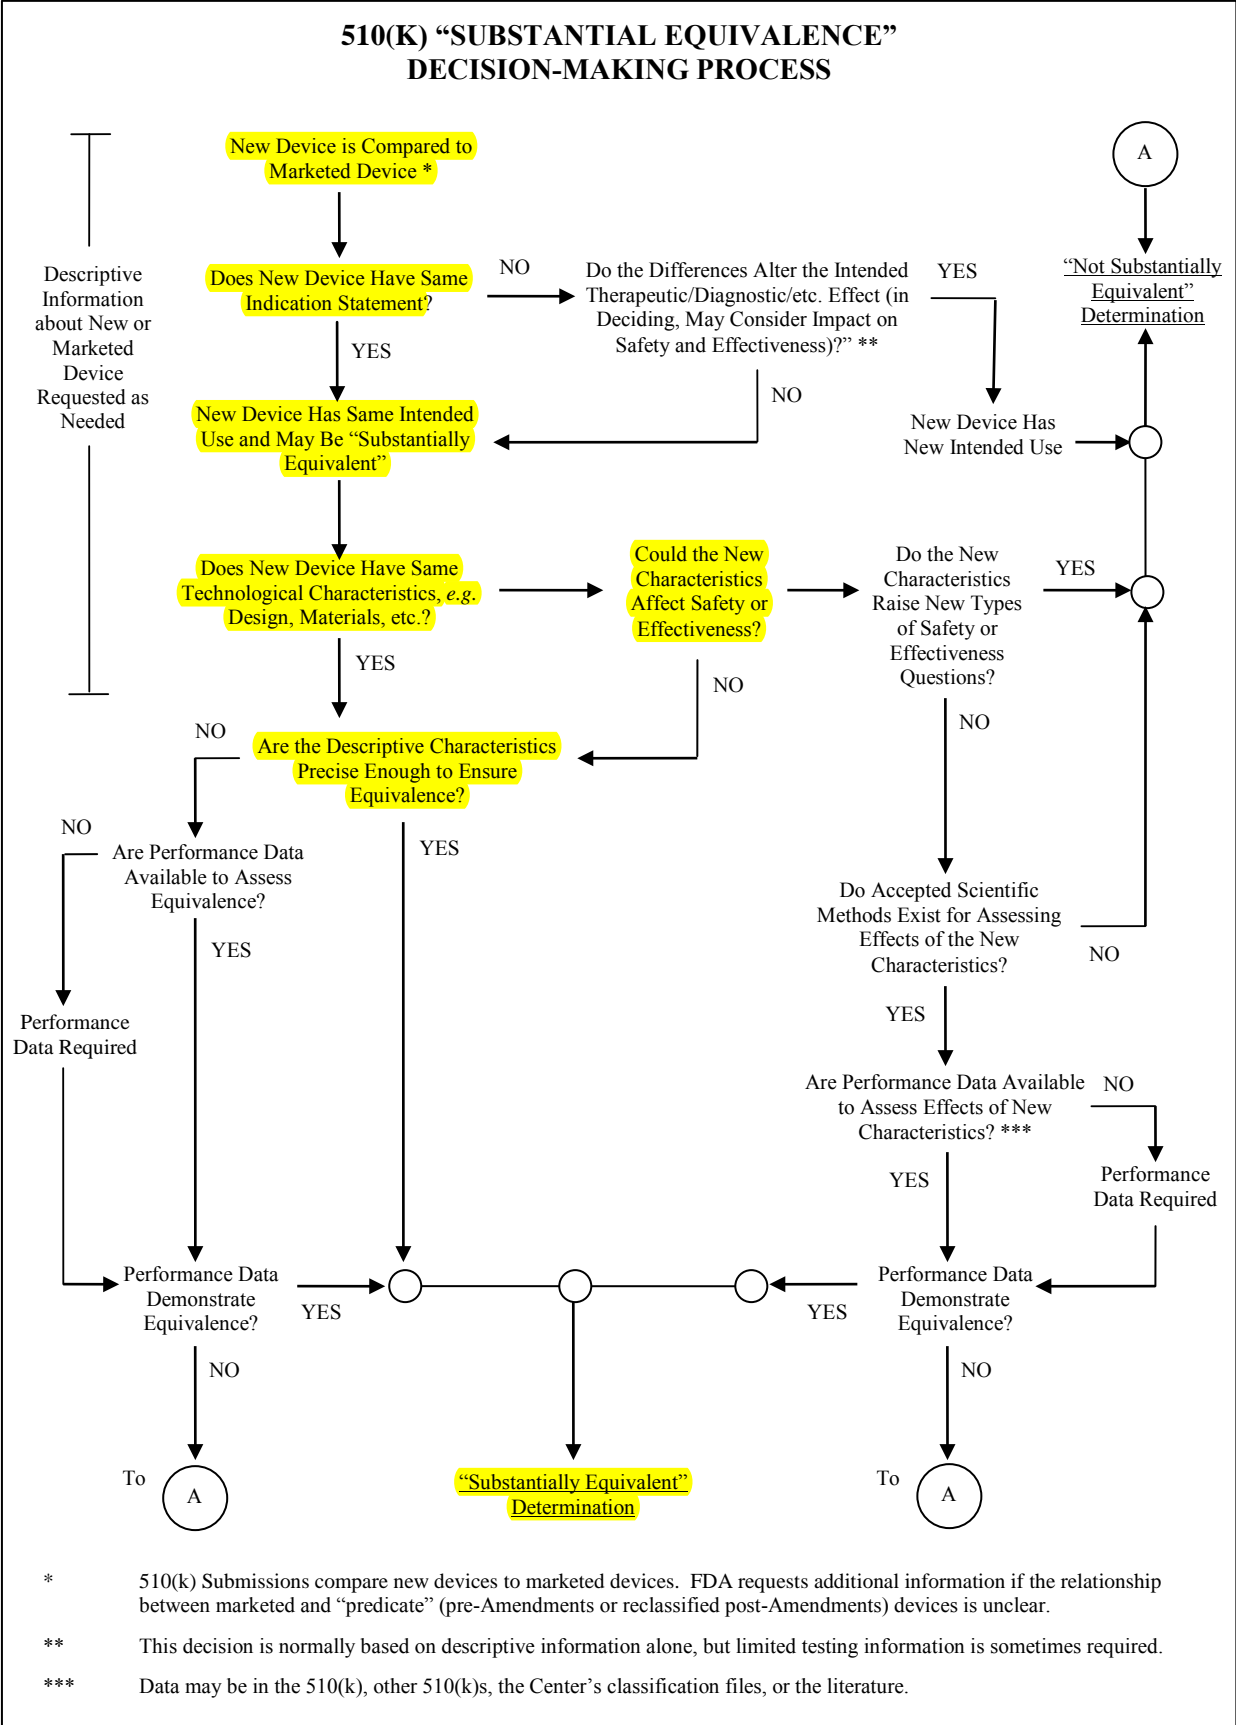 510(K) “SUBSTANTIAL EQUIVALENCE”
DECISION-MAKING PROCESS
New Device is Compared to
Marketed Device *
A
Descriptive
Information
about New or
Marketed
Device
Requested as
Needed
Does New Device Have Same
Indication Statement?
NO
Do the Differences Alter the Intended
Therapeutic/Diagnostic/etc. Effect (in
Deciding, May Consider Impact on
Safety and Effectiveness)?” **
YES
“Not Substantially
Equivalent”
Determination
YES
NO
New Device Has Same Intended
Use and May Be “Substantially
Equivalent”
New Device Has
New Intended Use
Does New Device Have Same
Technological Characteristics, e.g.
Design, Materials, etc.?
Could the New
Characteristics
Affect Safety or
Effectiveness?
Do the New
Characteristics
Raise New Types
of Safety or
Effectiveness
Questions?
YES
YES
NO
NO
NO
Are the Descriptive Characteristics
Precise Enough to Ensure
Equivalence?
NO
Are Performance Data
Available to Assess
Equivalence?
YES
YES
Do Accepted Scientific
Methods Exist for Assessing
Effects of the New
Characteristics?
NO
YES
Performance
Data Required
Are Performance Data Available
to Assess Effects of New
Characteristics? ***
NO
YES
Performance
Data Required
Performance Data
Demonstrate
Equivalence?
YES
YES
Performance Data
Demonstrate
Equivalence?
NO
NO
To
A
“Substantially Equivalent”
Determination
To
A
* 510(k) Submissions compare new devices to marketed devices. FDA requests additional information if the relationship
between marketed and “predicate” (pre-Amendments or reclassified post-Amendments) devices is unclear.
** This decision is normally based on descriptive information alone, but limited testing information is sometimes required.
*** Data may be in the 510(k), other 510(k)s, the Center’s classification files, or the literature.